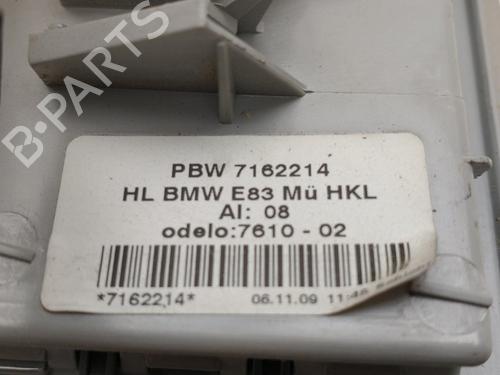 B-PARTS
PBW 7162214
HL BMW E83 Mü HKL
AI: 08
odelo:7610 - 02
*7162214*
06.11.09 11:46